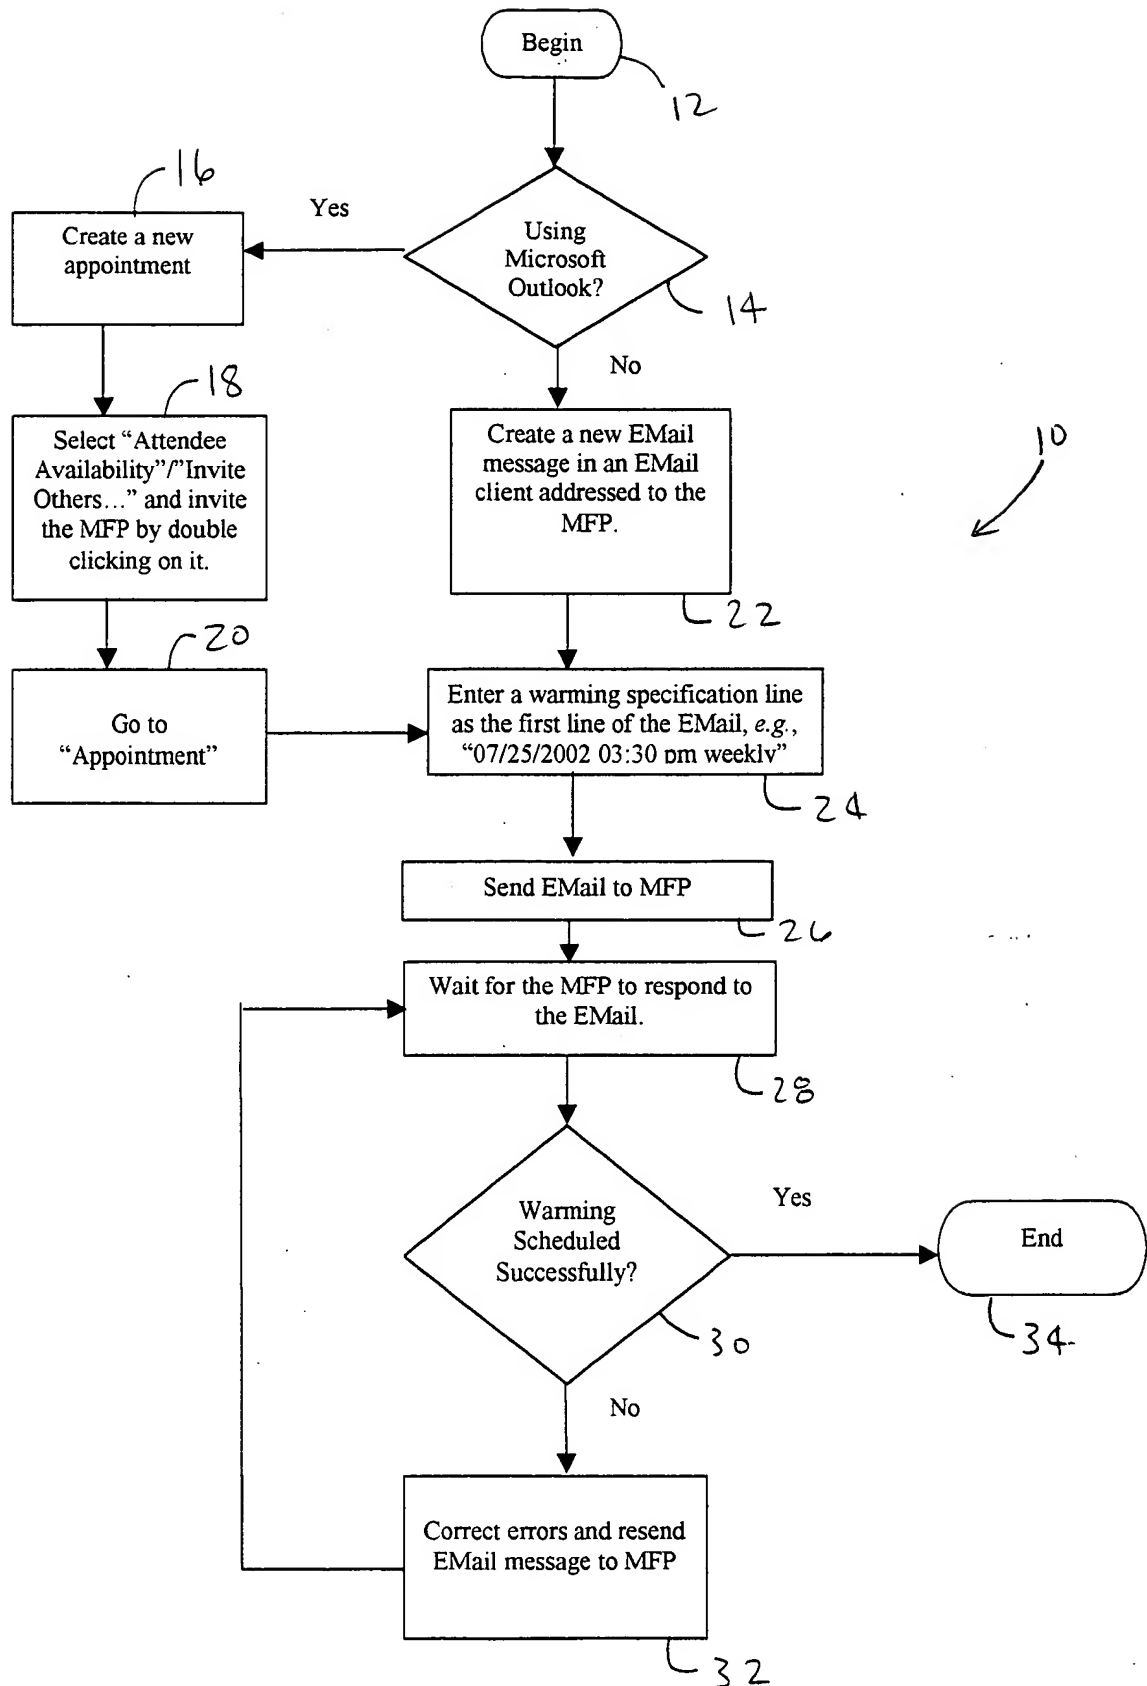 Begin
12
16
Yes
Create a new
appointment
Using
Microsoft
Outlook?
14
No
18
Select “Attendee
Availability”/”Invite
Others…” and invite
the MFP by double
clicking on it.
Create a new EMail
message in an EMail
client addressed to the
MFP.
10
22
20
Go to
“Appointment”
Enter a warming specification line
as the first line of the EMail, e.g.,
“07/25/2002 03:30 pm weekly”
24
Send EMail to MFP
26
Wait for the MFP to respond to
the EMail.
28
Warming
Scheduled
Successfully?
Yes
End
30
34
No
Correct errors and resend
EMail message to MFP
32